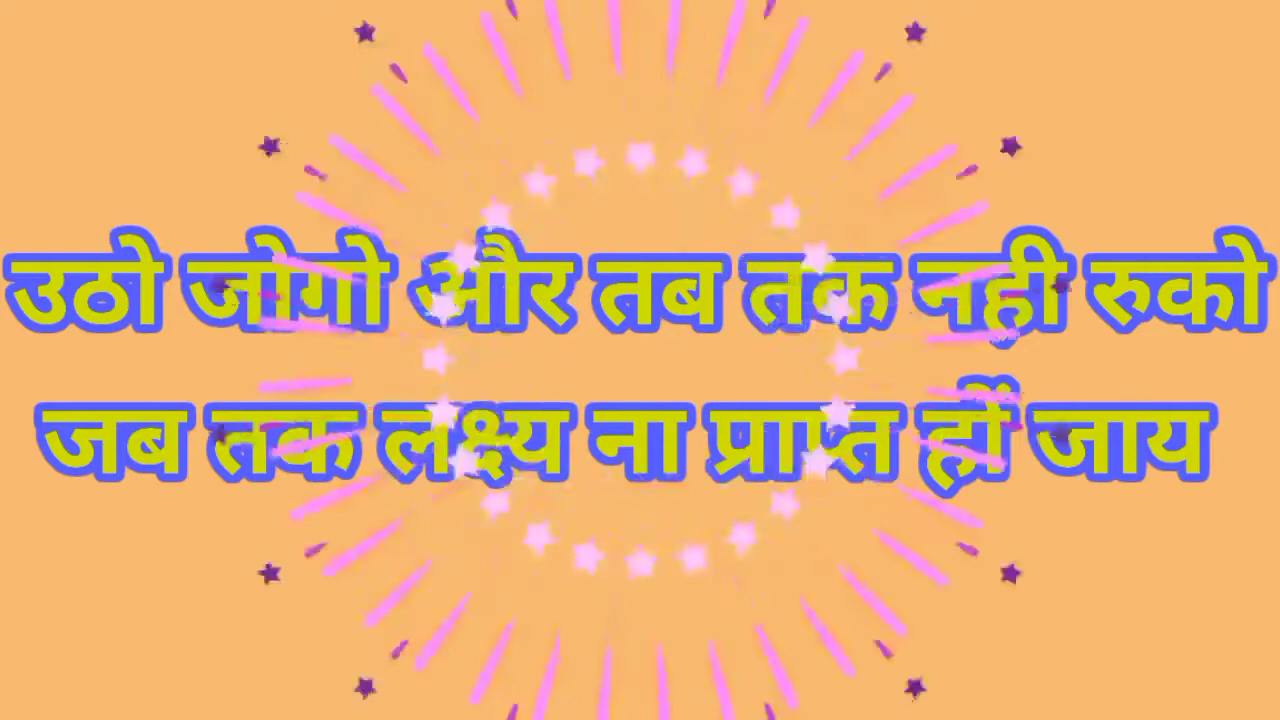 उठो जोगो और तब तक नही रुको
जब तक लक्ष्य ना प्राप्त हों जाय